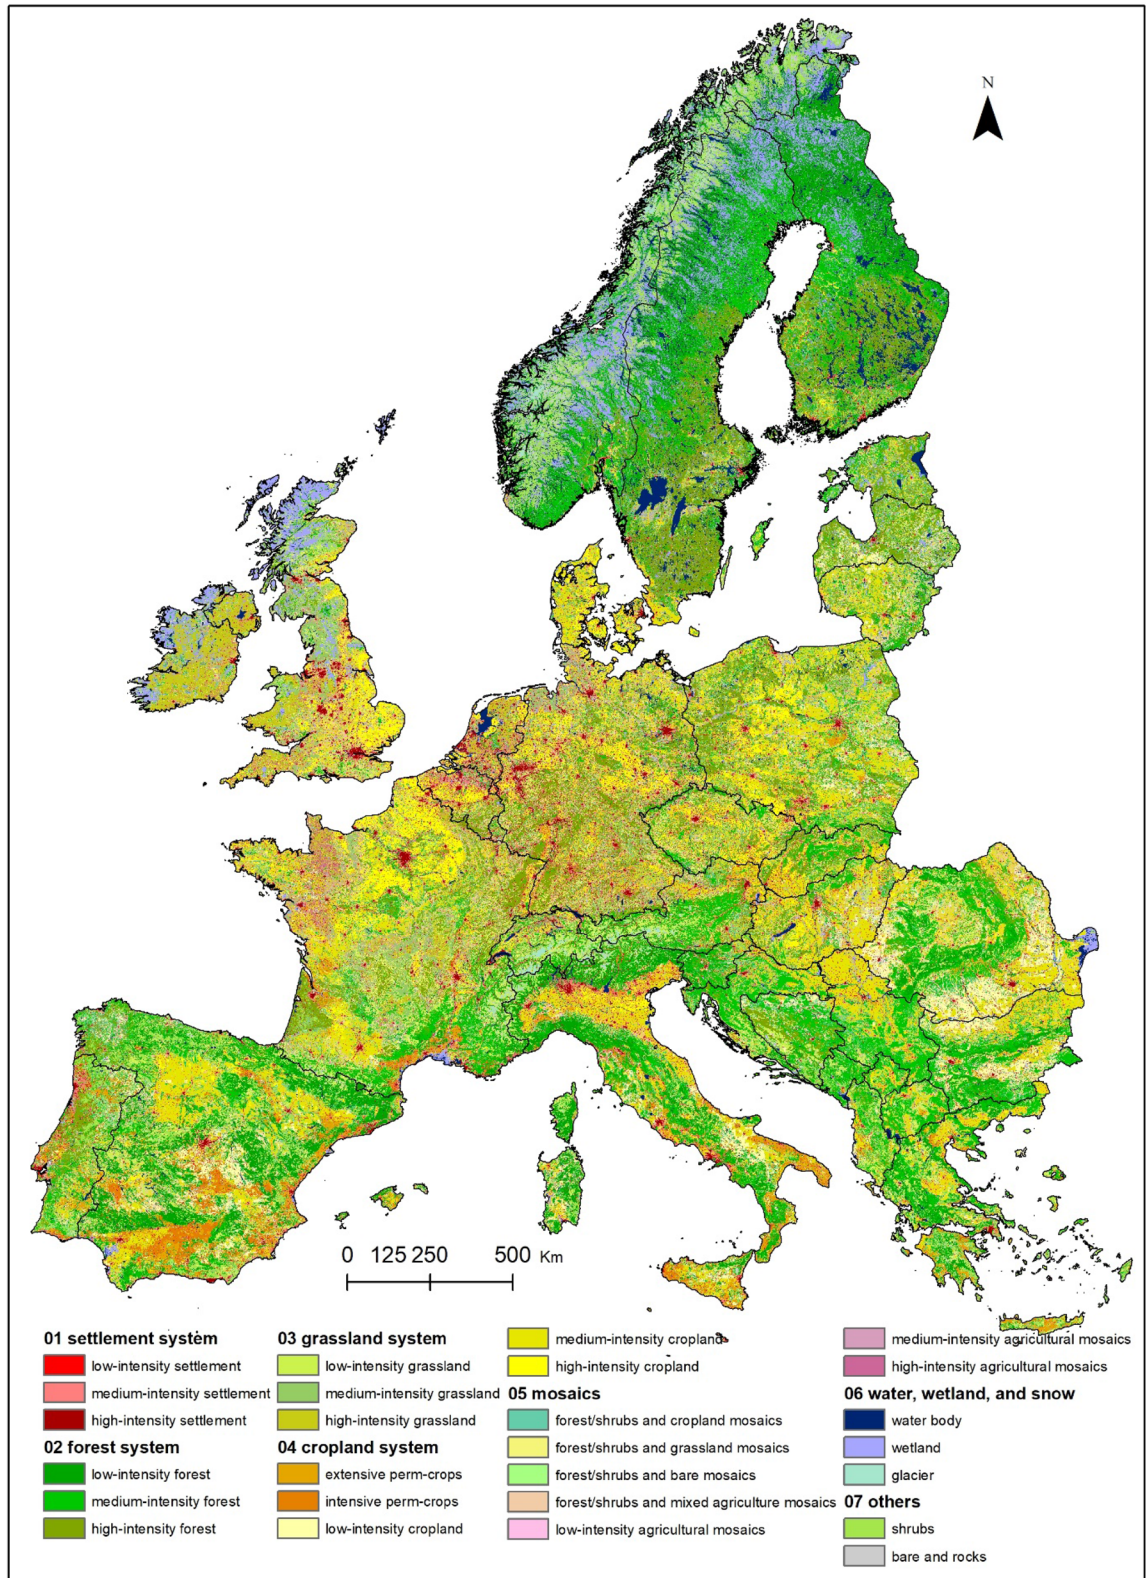 N
0 125 250 500 Km
01 settlement system
low-intensity settlement
medium-intensity settlement
high-intensity settlement
02 forest system
low-intensity forest
medium-intensity forest
high-intensity forest
03 grassland system
low-intensity grassland
medium-intensity grassland
high-intensity grassland
04 cropland system
extensive perm-crops
intensive perm-crops
low-intensity cropland
medium-intensity cropland
high-intensity cropland
05 mosaics
forest/shrubs and cropland mosaics
forest/shrubs and grassland mosaics
forest/shrubs and bare mosaics
forest/shrubs and mixed agriculture mosaics
low-intensity agricultural mosaics
medium-intensity agricultural mosaics
high-intensity agricultural mosaics
06 water, wetland, and snow
water body
wetland
glacier
07 others
shrubs
bare and rocks